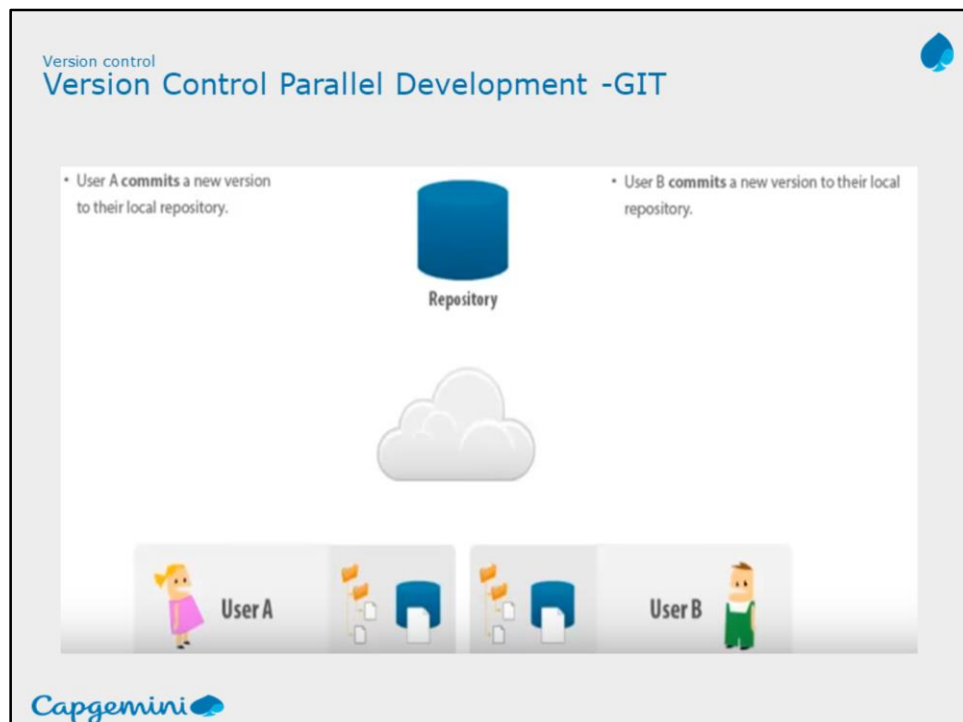 Version control
Version Control Parallel Development -GIT
• User A commits a new version
to their local repository.
• User B commits a new version to their local
repository.
Repository
User A
User B
Capgemini